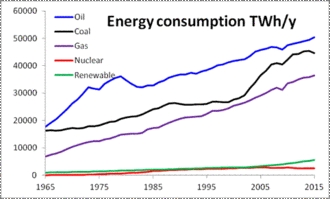 Energy consumption TWh/y
Oil
Coal
Gas
Nuclear
Renewable
60000
50000
40000
30000
20000
10000
0
1965
1975
1985
1995
2005
2015